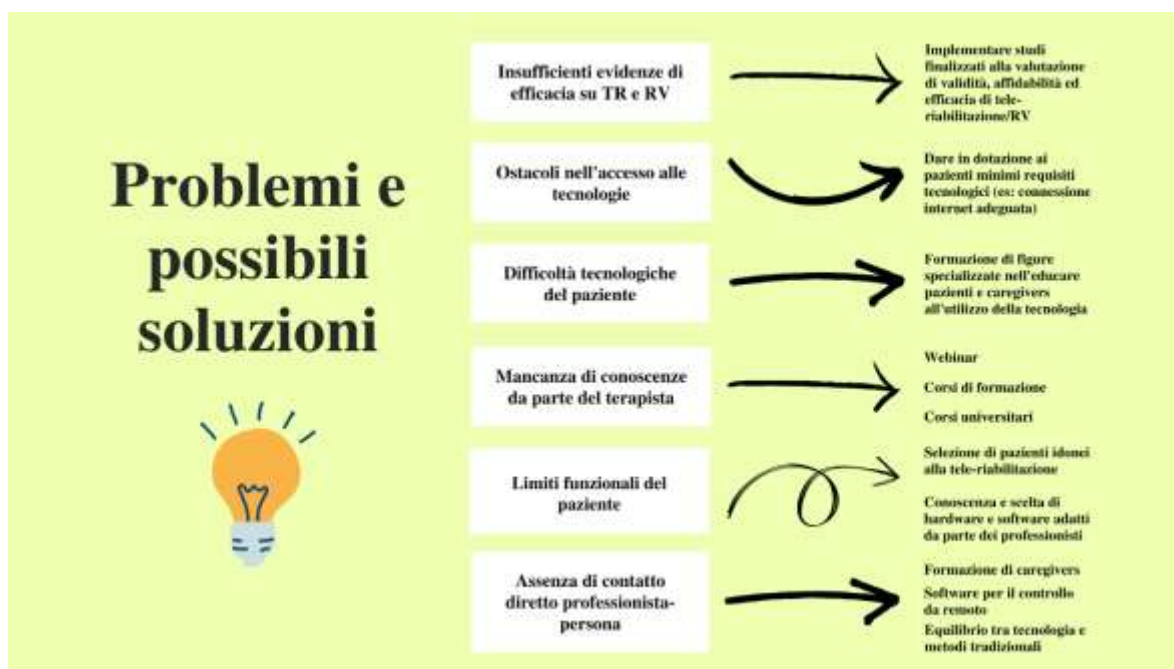 Problemi e
possibili
soluzioni
Insufficienti evidenze di
efficacia su TR e RV
Implementare studi
finalizzati alla valutazione
di validità, affidabilità ed
efficacia di tele-
riabilitazione/RV
Ostacoli nell'accesso alle
tecnologie
Dare in dotazione ai
pazienti minimi requisiti
tecnologici (es: connessione
internet adeguata)
Difficoltà tecnologiche
del paziente
Formazione di figure
specializzate nell'educare
pazienti e caregivers
all'utilizzo della tecnologia
Mancanza di conoscenze
da parte del terapista
Webinar
Corsi di formazione
Corsi universitari
Limiti funzionali del
paziente
Selezione di pazienti idonei
alla tele-riabilitazione
Conoscenza e scelta di
hardware e software adatti
da parte dei professionisti
Assenza di contatto
diretto professionista-
persona
Formazione di caregivers
Software per il controllo
da remoto
Equilibrio tra tecnologia e
metodi tradizionali